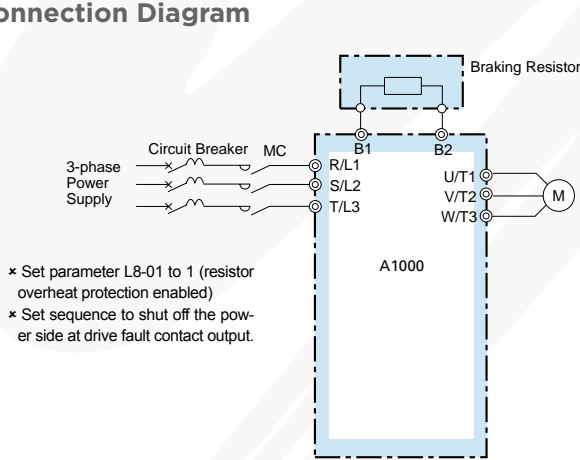 onnection Diagram
Braking Resistor
B1
B2
Circuit Breaker
MC
3-phase
Power
Supply
R/L1
S/L2
T/L3
U/T1
V/T2
W/T3
M
A1000
× Set parameter L8-01 to 1 (resistor
overheat protection enabled)
× Set sequence to shut off the pow-
er side at drive fault contact output.